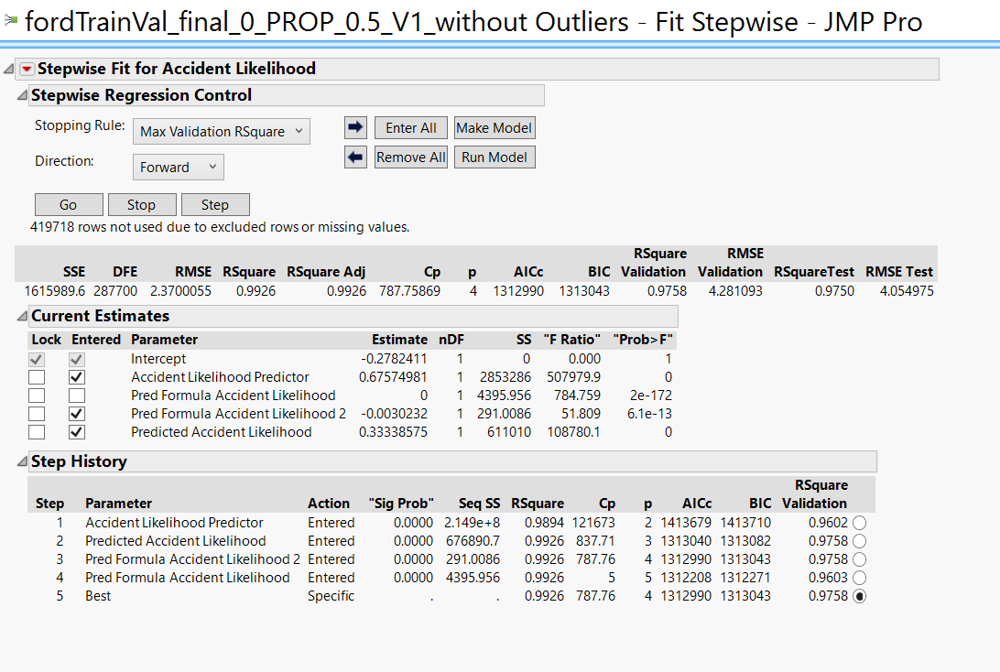 fordTrainVal_final_0_PROP_0.5_V1_without Outliers - Fit Stepwise - JMP Pro
Stepwise Fit for Accident Likelihood
Stepwise Regression Control
Stopping Rule: Max Validation RSquare Enter All Make Model
Direction: Forward Remove All Run Model
Go Stop Step
419718 rows not used due to excluded rows or missing values.
RSquare RMSE
SSE DFE RMSE RSquare RSquare Adj Cp p AICc BIC Validation Validation RSquareTest RMSE Test
1615989.6 287700 2.3700055 0.9926 0.9926 787.75869 4 1312990 1313043 0.9758 4.281093 0.9750 4.054975
Current Estimates
Lock Entered Parameter Estimate nDF SS "F Ratio" "Prob>F"
Intercept -0.2782411 1 0 0.000 1
Accident Likelihood Predictor 0.67574981 1 2853286 507979.9 0
Pred Formula Accident Likelihood 0 1 4395.956 784.759 2e-172
Pred Formula Accident Likelihood 2 -0.0030232 1 291.0086 51.809 6.1e-13
Predicted Accident Likelihood 0.33338575 1 611010 108780.1 0
Step History
RSquare
Step Parameter Action "Sig Prob" Seq SS RSquare Cp p AICc BIC Validation
1 Accident Likelihood Predictor Entered 0.0000 2.149e+8 0.9894 121673 2 1413679 1413710 0.9602
2 Predicted Accident Likelihood Entered 0.0000 676890.7 0.9926 837.71 3 1313040 1313082 0.9758
3 Pred Formula Accident Likelihood 2 Entered 0.0000 291.0086 0.9926 787.76 4 1312990 1313043 0.9758
4 Pred Formula Accident Likelihood Entered 0.0000 4395.956 0.9926 5 5 1312208 1312271 0.9603
5 Best Specific . . 0.9926 787.76 4 1312990 1313043 0.9758